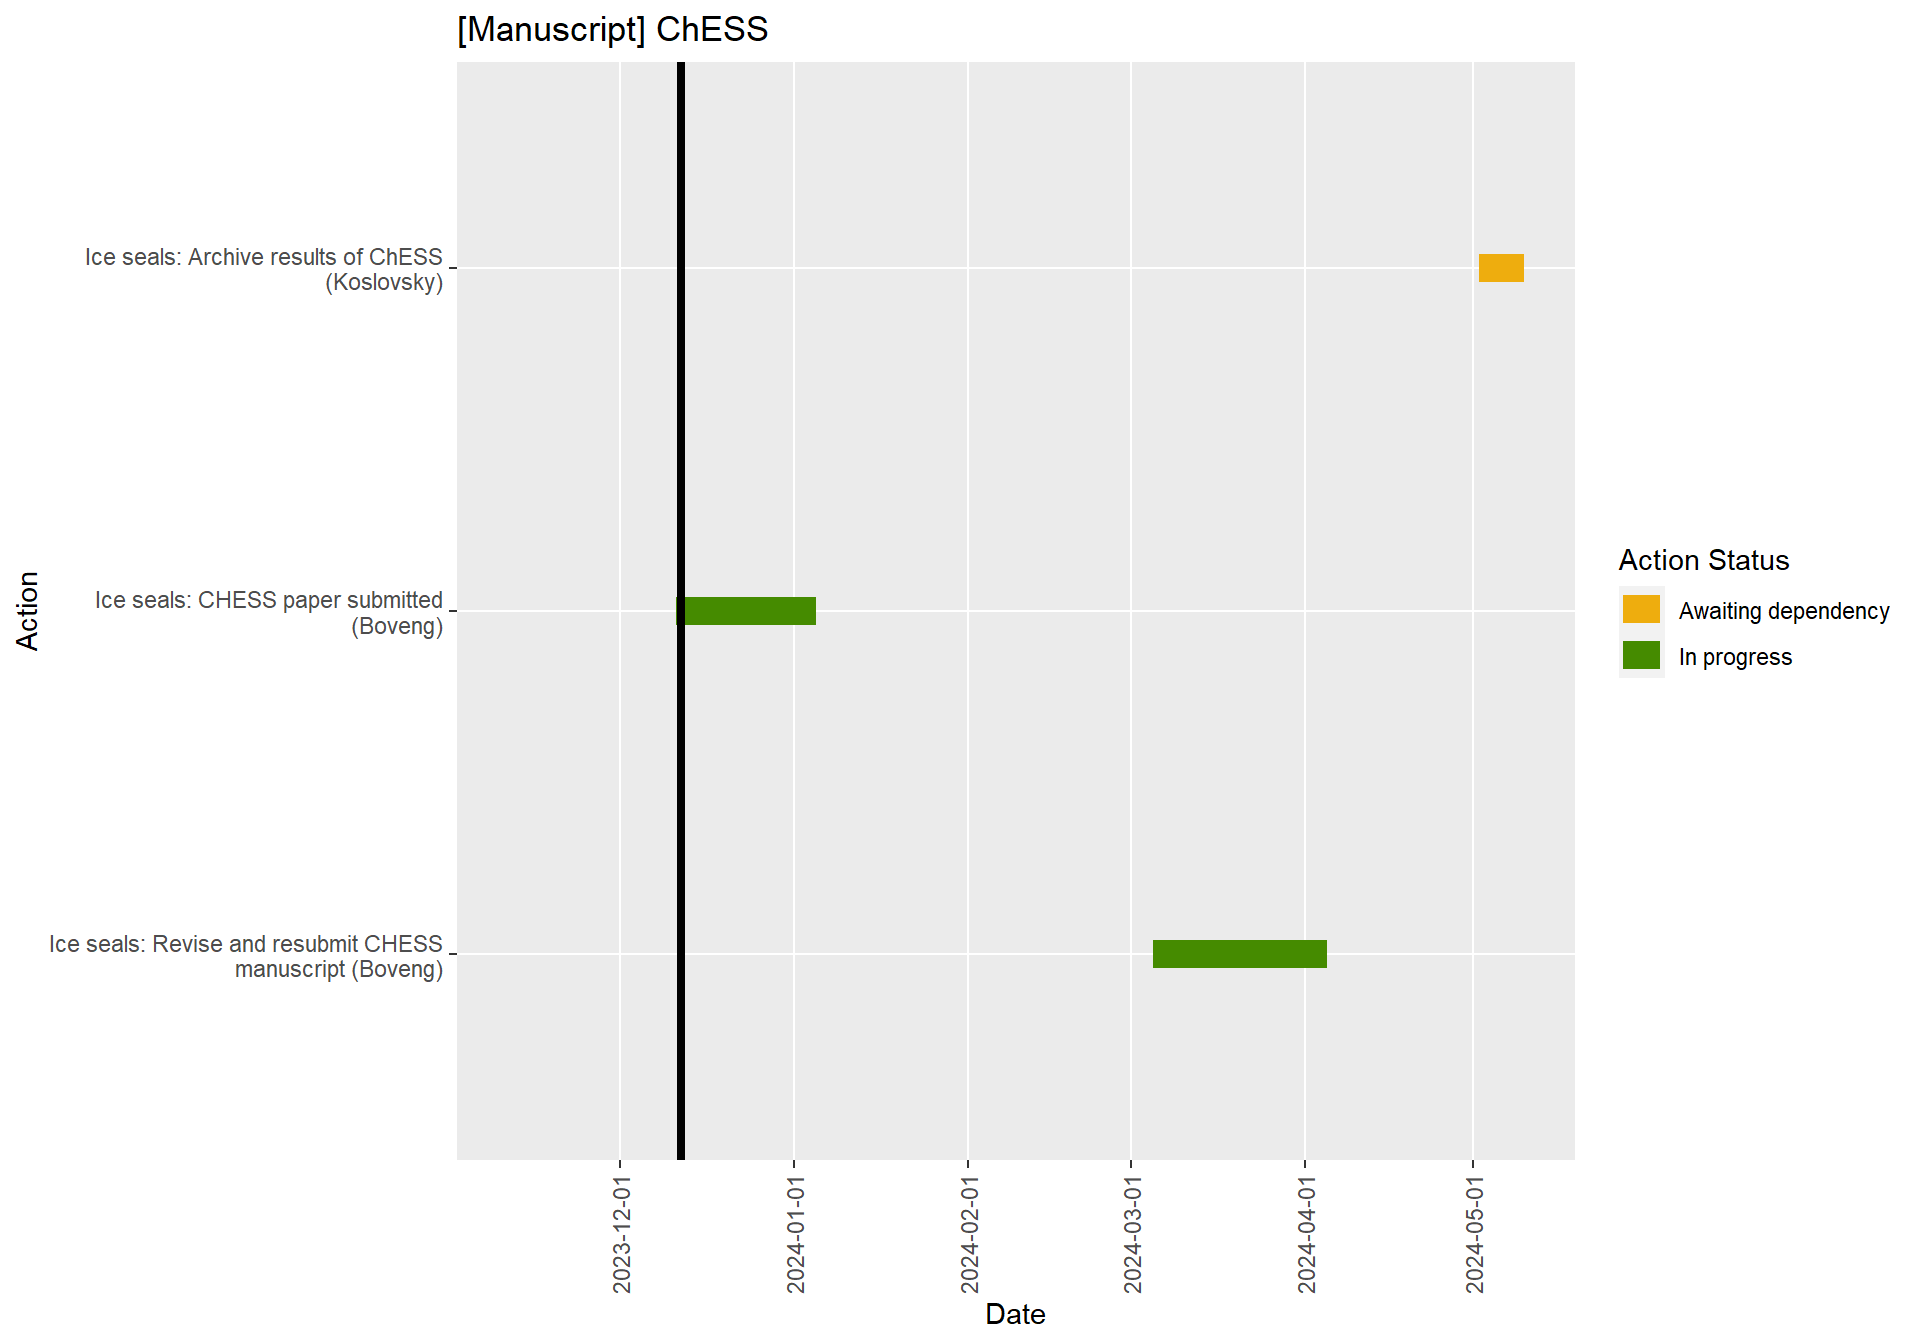 [Manuscript] ChESS
Ice seals: Archive results of ChESS
(Koslovsky)
Ice seals: CHESS paper submitted
(Boveng)
Ice seals: Revise and resubmit CHESS
manuscript (Boveng)
Action
2023-12-01
2024-01-01
2024-02-01
2024-03-01
2024-04-01
2024-05-01
Date
Action Status
Awaiting dependency
In progress